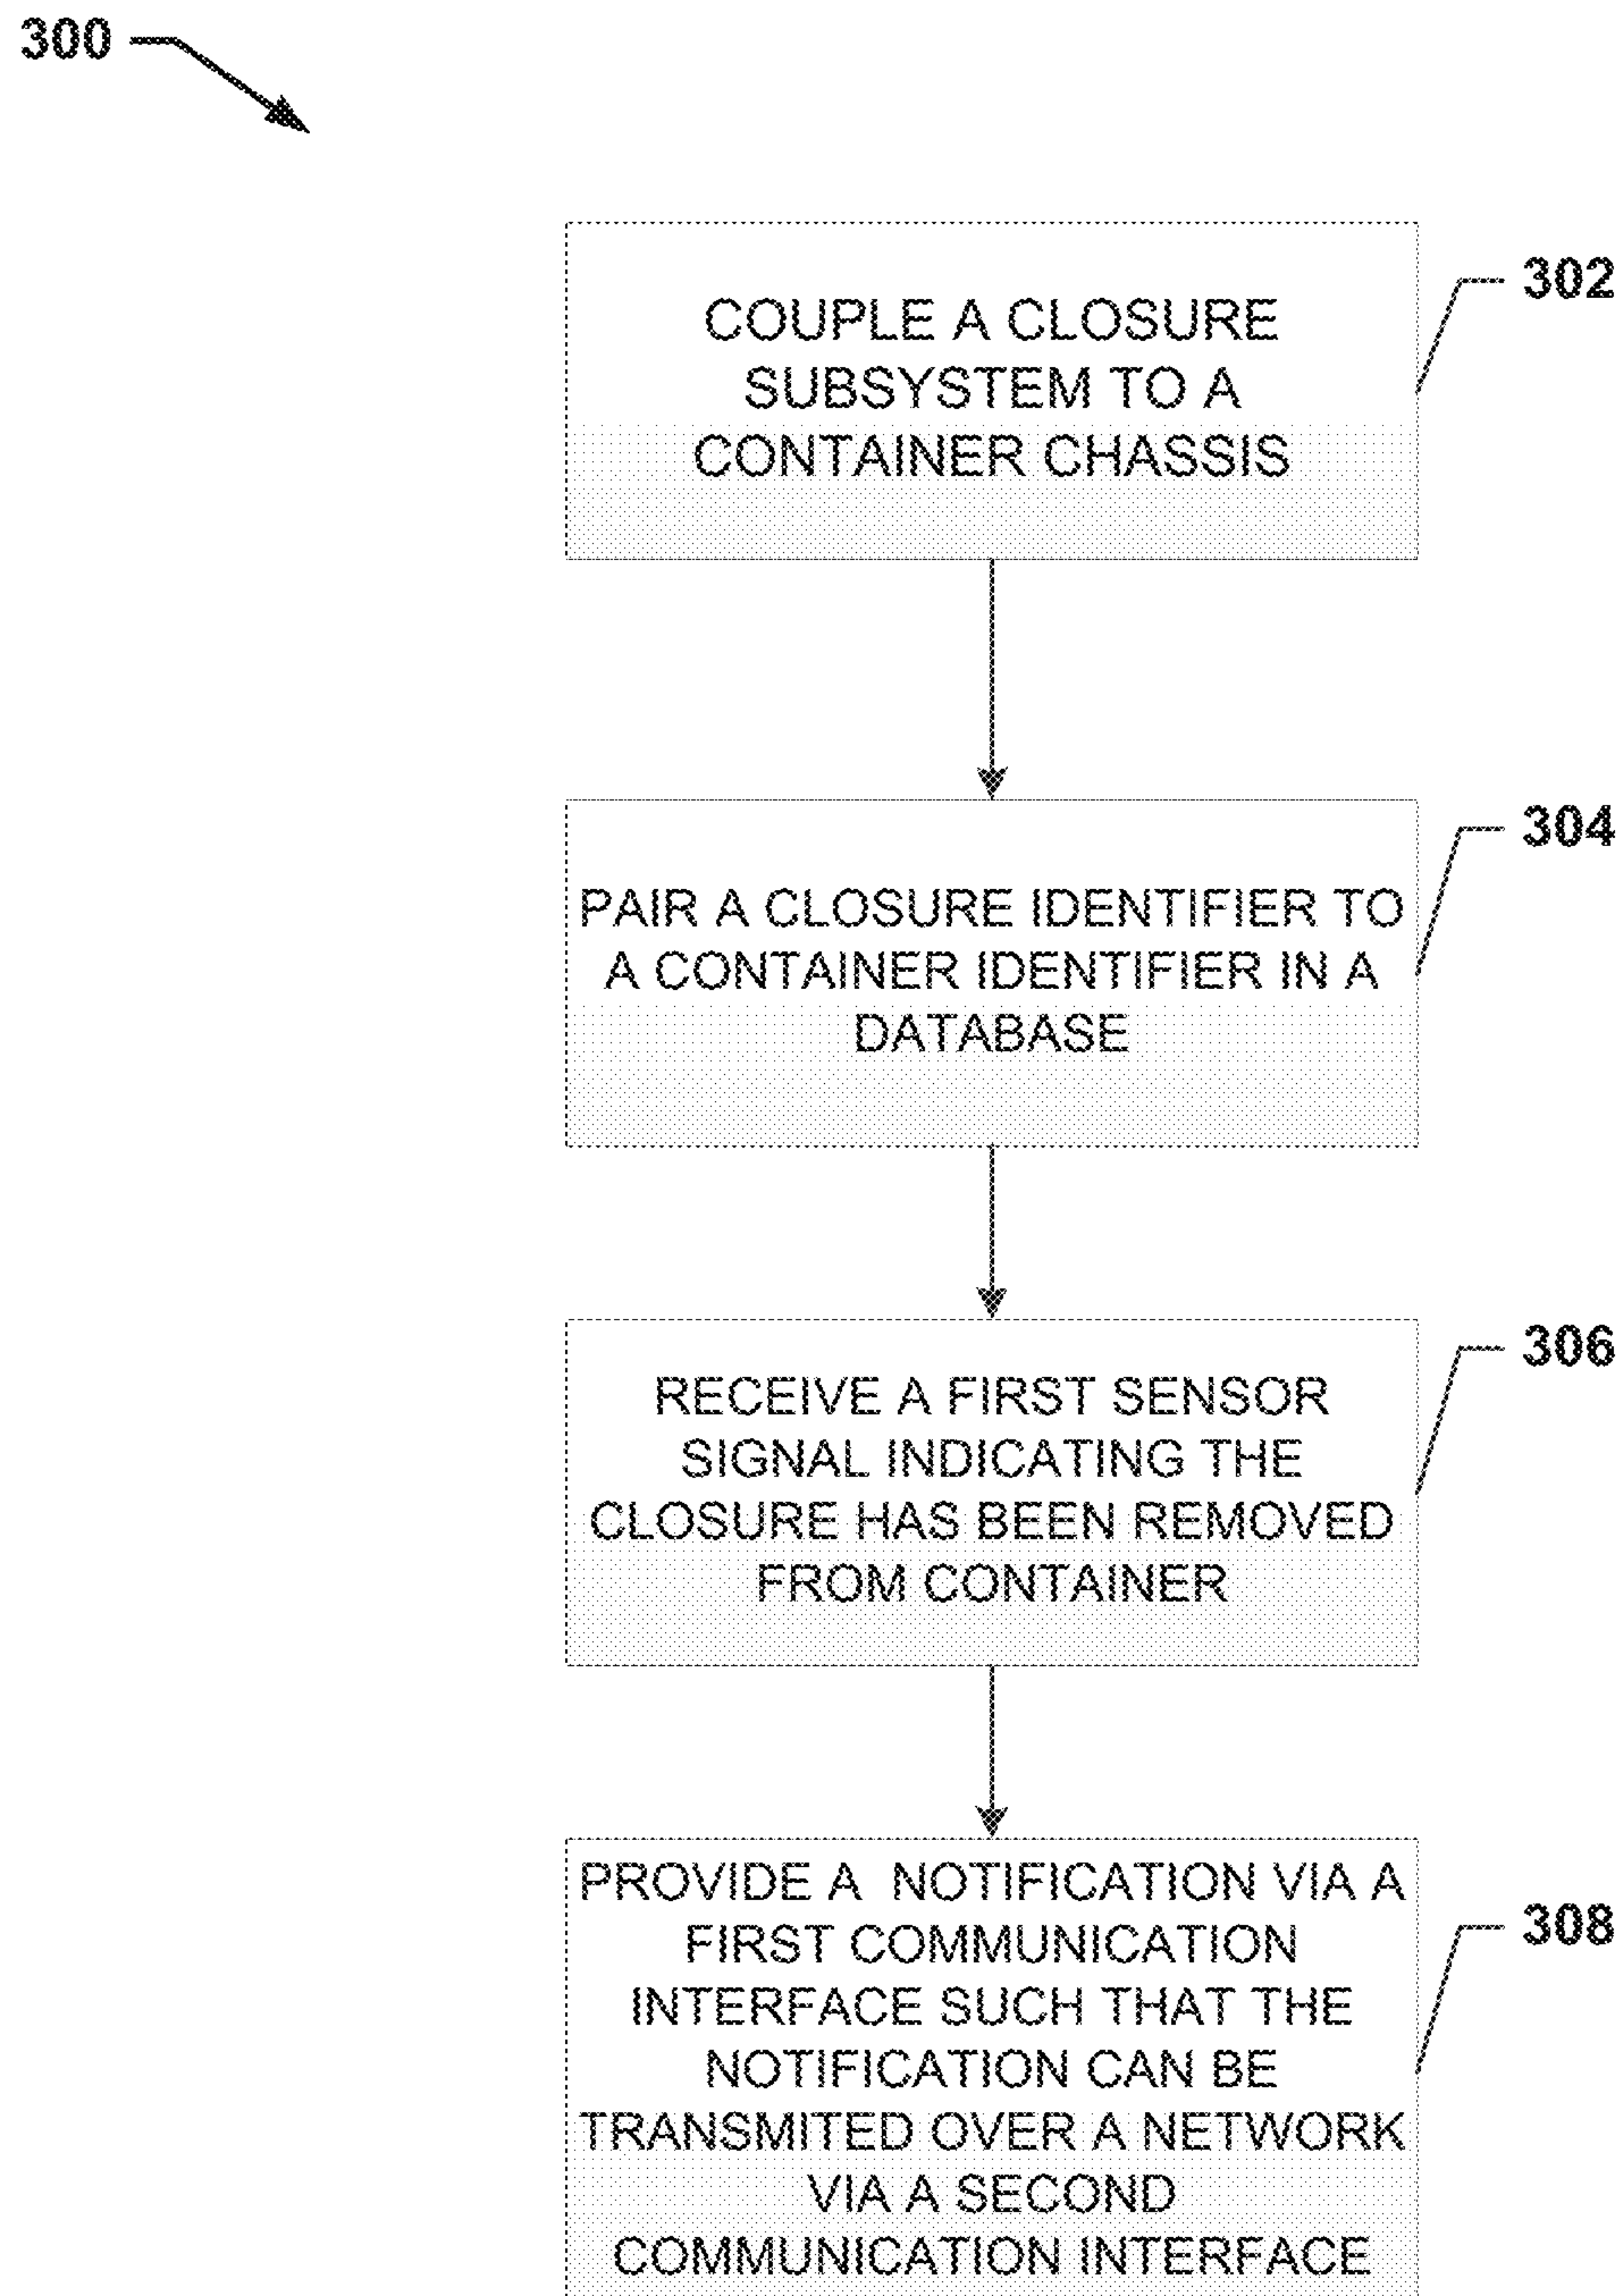 300
302
COUPLE A CLOSURE
SUBSYSTEM TO A
CONTAINER CHASSIS
304
PAIR A CLOSURE IDENTIFIER TO
A CONTAINER IDENTIFIER IN A
DATABASE
306
RECEIVE A FIRST SENSOR
SIGNAL INDICATING THE
CLOSURE HAS BEEN REMOVED
FROM CONTAINER
308
PROVIDE A NOTIFICATION VIA A
FIRST COMMUNICATION
INTERFACE SUCH THAT THE
NOTIFICATION CAN BE
TRANSMITED OVER A NETWORK
VIA A SECOND
COMMUNICATION INTERFACE